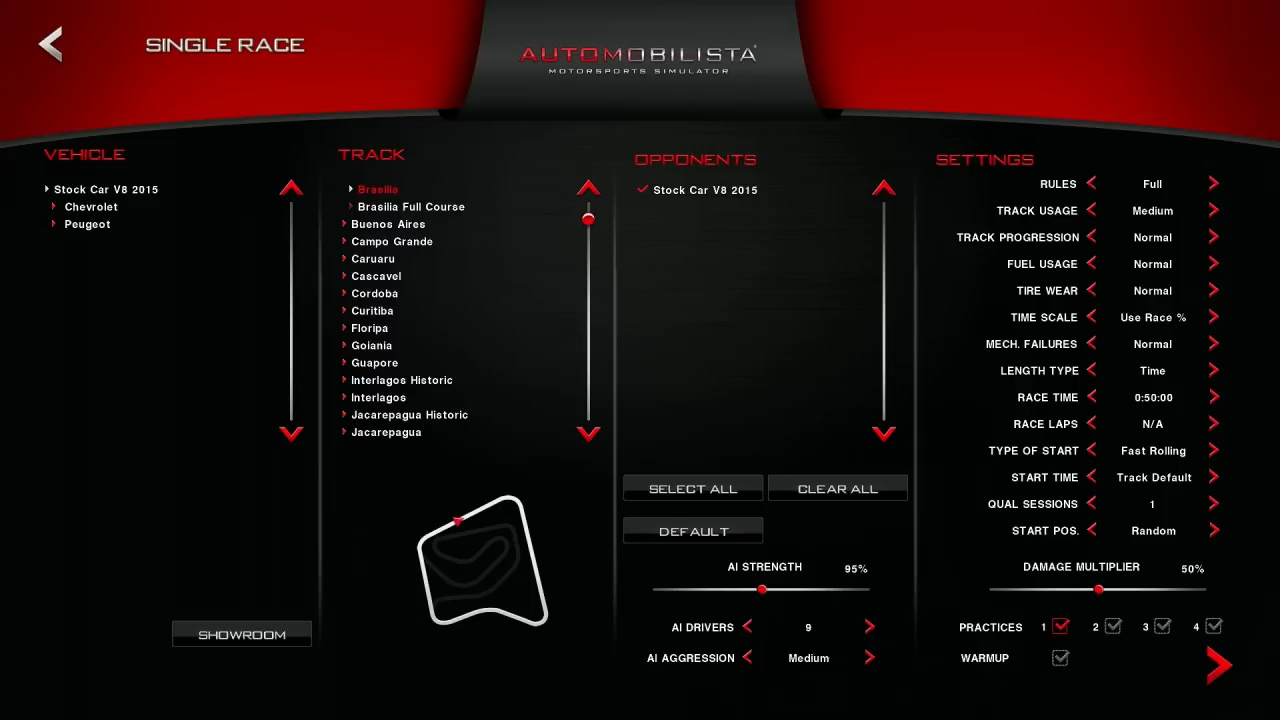 SINGLE RACE
AUTOMOBILISTA
MOTORSPORTS SIMULATOR
VEHICLE
Stock Car V8 2015
Chevrolet
Peugeot
SHOWROOM
TRACK
Brasilia
Brasilia Full Course
Buenos Aires
Campo Grande
Caruaru
Cascavel
Cordoba
Curitiba
Floripa
Goiania
Guapore
Interlagos Historic
Interlagos
Jacarepagua Historic
Jacarepagua
OPPONENTS
Stock Car V8 2015
SELECT ALL
CLEAR ALL
DEFAULT
AI STRENGTH 95%
AI DRIVERS 9
AI AGGRESSION Medium
SETTINGS
RULES Full
TRACK USAGE Medium
TRACK PROGRESSION Normal
FUEL USAGE Normal
TIRE WEAR Normal
TIME SCALE Use Race %
MECH. FAILURES Normal
LENGTH TYPE Time
RACE TIME 0:50:00
RACE LAPS N/A
TYPE OF START Fast Rolling
START TIME Track Default
QUAL SESSIONS 1
START POS. Random
DAMAGE MULTIPLIER 50%
PRACTICES 1 2 3 4
WARMUP